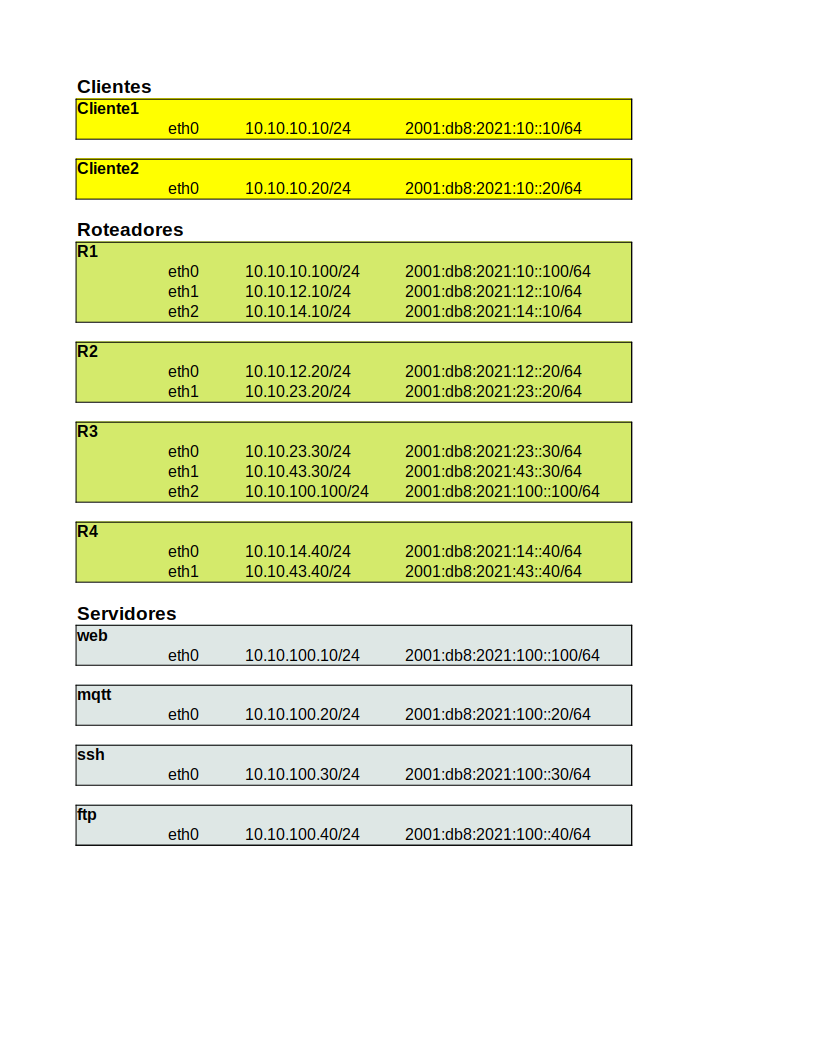 Clientes
Cliente1
eth0 10.10.10.10/24 2001:db8:2021:10::10/64
Cliente2
eth0 10.10.10.20/24 2001:db8:2021:10::20/64
Roteadores
R1
eth0 10.10.10.100/24 2001:db8:2021:10::100/64
eth1 10.10.12.10/24 2001:db8:2021:12::10/64
eth2 10.10.14.10/24 2001:db8:2021:14::10/64
R2
eth0 10.10.12.20/24 2001:db8:2021:12::20/64
eth1 10.10.23.20/24 2001:db8:2021:23::20/64
R3
eth0 10.10.23.30/24 2001:db8:2021:23::30/64
eth1 10.10.43.30/24 2001:db8:2021:43::30/64
eth2 10.10.100.100/24 2001:db8:2021:100::100/64
R4
eth0 10.10.14.40/24 2001:db8:2021:14::40/64
eth1 10.10.43.40/24 2001:db8:2021:43::40/64
Servidores
web
eth0 10.10.100.10/24 2001:db8:2021:100::100/64
mqtt
eth0 10.10.100.20/24 2001:db8:2021:100::20/64
ssh
eth0 10.10.100.30/24 2001:db8:2021:100::30/64
ftp
eth0 10.10.100.40/24 2001:db8:2021:100::40/64